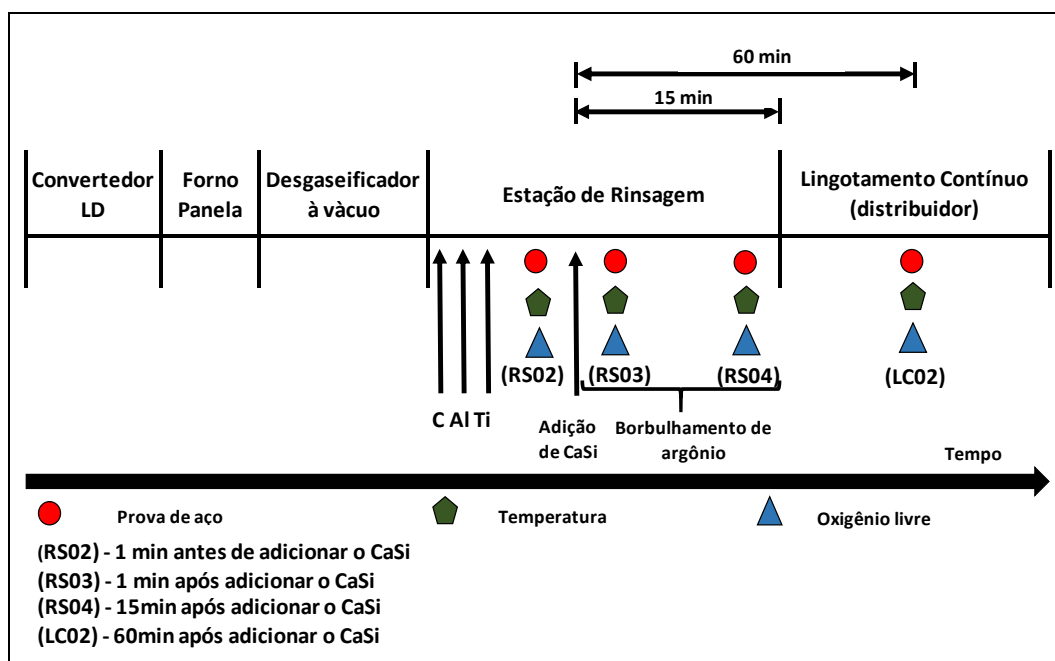 60 min
15 min
Convertedor LD
Forno Panela
Desgaseificador à vàcuo
Estação de Rinsagem
Lingotamento Contínuo (distribuidor)
(RS02)
(RS03)
(RS04)
(LC02)
C Al Ti
Adição de CaSi
Borbulhamento de argônio
Tempo
Prova de aço
Temperatura
Oxigênio livre
(RS02) - 1 min antes de adicionar o CaSi
(RS03) - 1 min após adicionar o CaSi
(RS04) - 15min após adicionar o CaSi
(LC02) - 60min após adicionar o CaSi